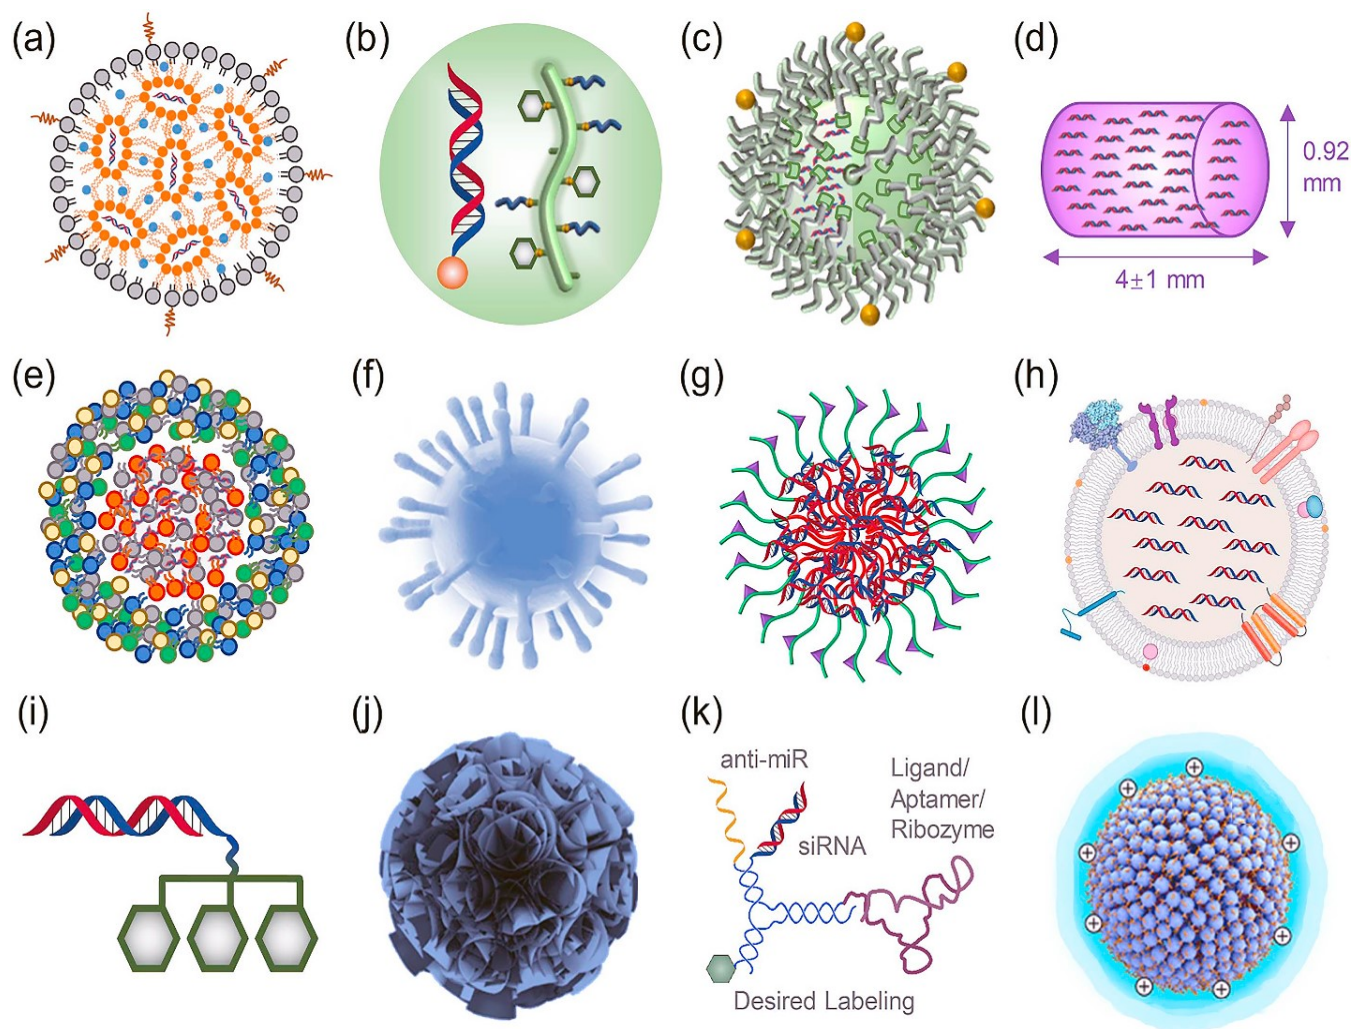 (a)
(b)
(c)
(d)
0.92
mm
4±1 mm
(e)
(f)
(g)
(h)
(i)
(j)
(k)
(l)
anti-miR
siRNA
Ligand/
Aptamer/
Ribozyme
Desired Labeling
+
+
+
+
+
+
+
+